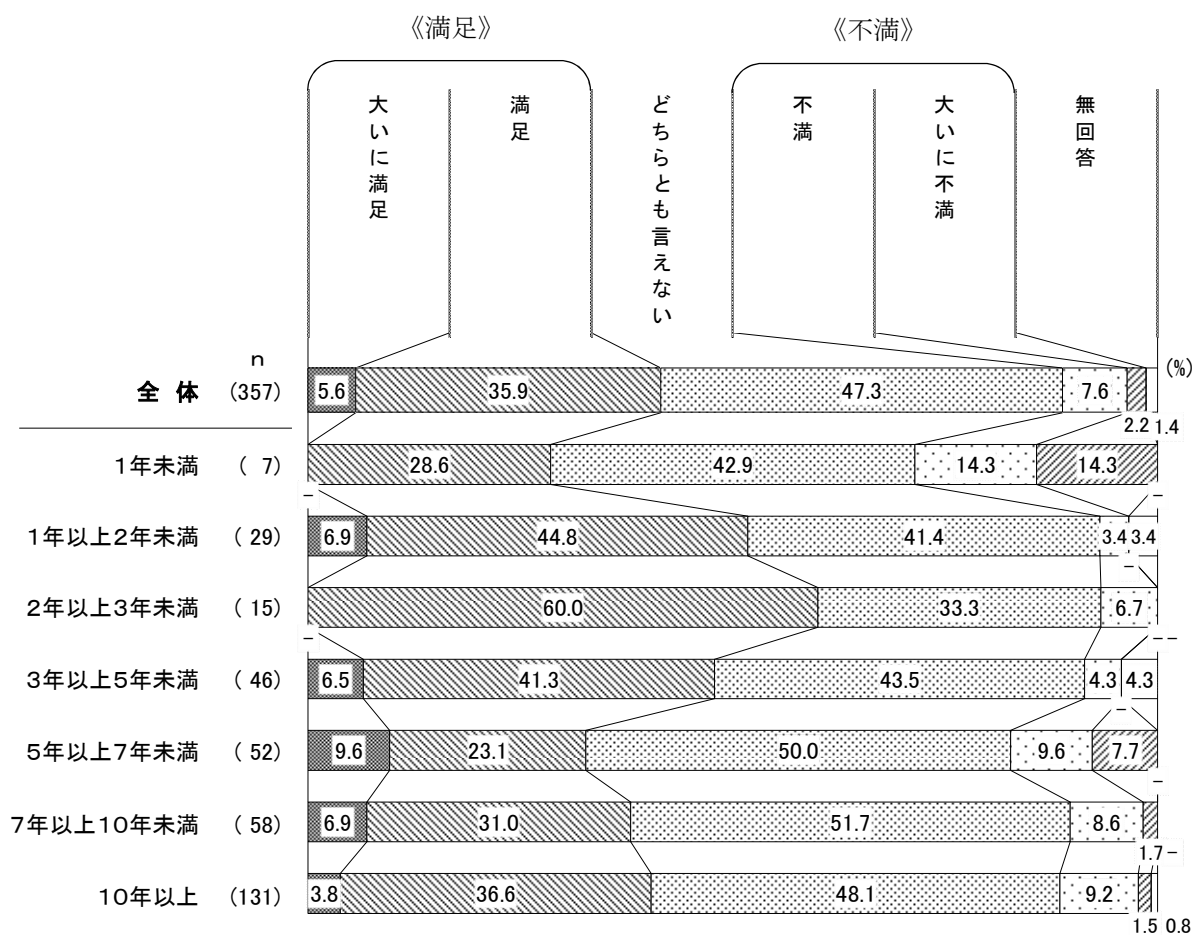 《満足》 《不満》
大いに満足
満足
どちらとも言えない
不満
大いに不満
無回答
n
(%)
全 体 (357) 5.6 35.9 47.3 7.6
2.2 1.4
1年未満 ( 7) 28.6 42.9 14.3 14.3
- -
1年以上2年未満 ( 29) 6.9 44.8 41.4 3.4 3.4
-
2年以上3年未満 ( 15) 60.0 33.3 6.7
- --
3年以上5年未満 ( 46) 6.5 41.3 43.5 4.3 4.3
-
5年以上7年未満 ( 52) 9.6 23.1 50.0 9.6 7.7
-
7年以上10年未満 ( 58) 6.9 31.0 51.7 8.6
1.7 -
10年以上 (131) 3.8 36.6 48.1 9.2
1.5 0.8